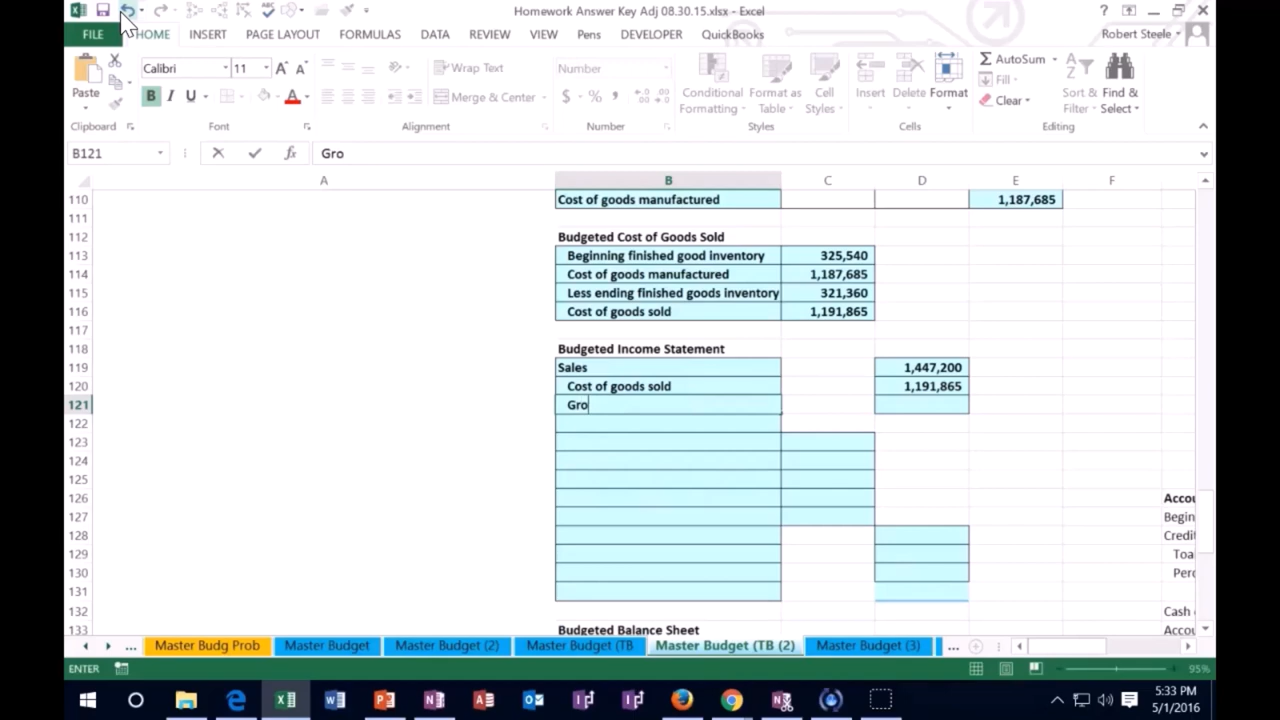 Homework Answer Key Adj 08.30.15.xlsx - Excel
FILE HOME INSERT PAGE LAYOUT FORMULAS DATA REVIEW VIEW Pens DEVELOPER QuickBooks Robert Steele
Calibri 11 Wrap Text Number AutoSum
Paste Merge & Center Conditional Formatting Format as Table Cell Styles Insert Delete Format Fill Clear Sort & Filter Find & Select
Clipboard Font Alignment Number Styles Cells Editing
B121 Gro
A B C D E F
110 Cost of goods manufactured 1,187,685
111
112 Budgeted Cost of Goods Sold
113 Beginning finished good inventory 325,540
114 Cost of goods manufactured 1,187,685
115 Less ending finished goods inventory 321,360
116 Cost of goods sold 1,191,865
117
118 Budgeted Income Statement
119 Sales 1,447,200
120 Cost of goods sold 1,191,865
121 Gro
122
123
124
125
126 Accou
127 Begin
128 Credi
129 Toa
130 Perc
131
132 Cash
133 Budgeted Balance Sheet Accou
... Master Budg Prob Master Budget Master Budget (2) Master Budget (TB Master Budget (TB (2) Master Budget (3) ...
ENTER 95%
5:33 PM
5/1/2016